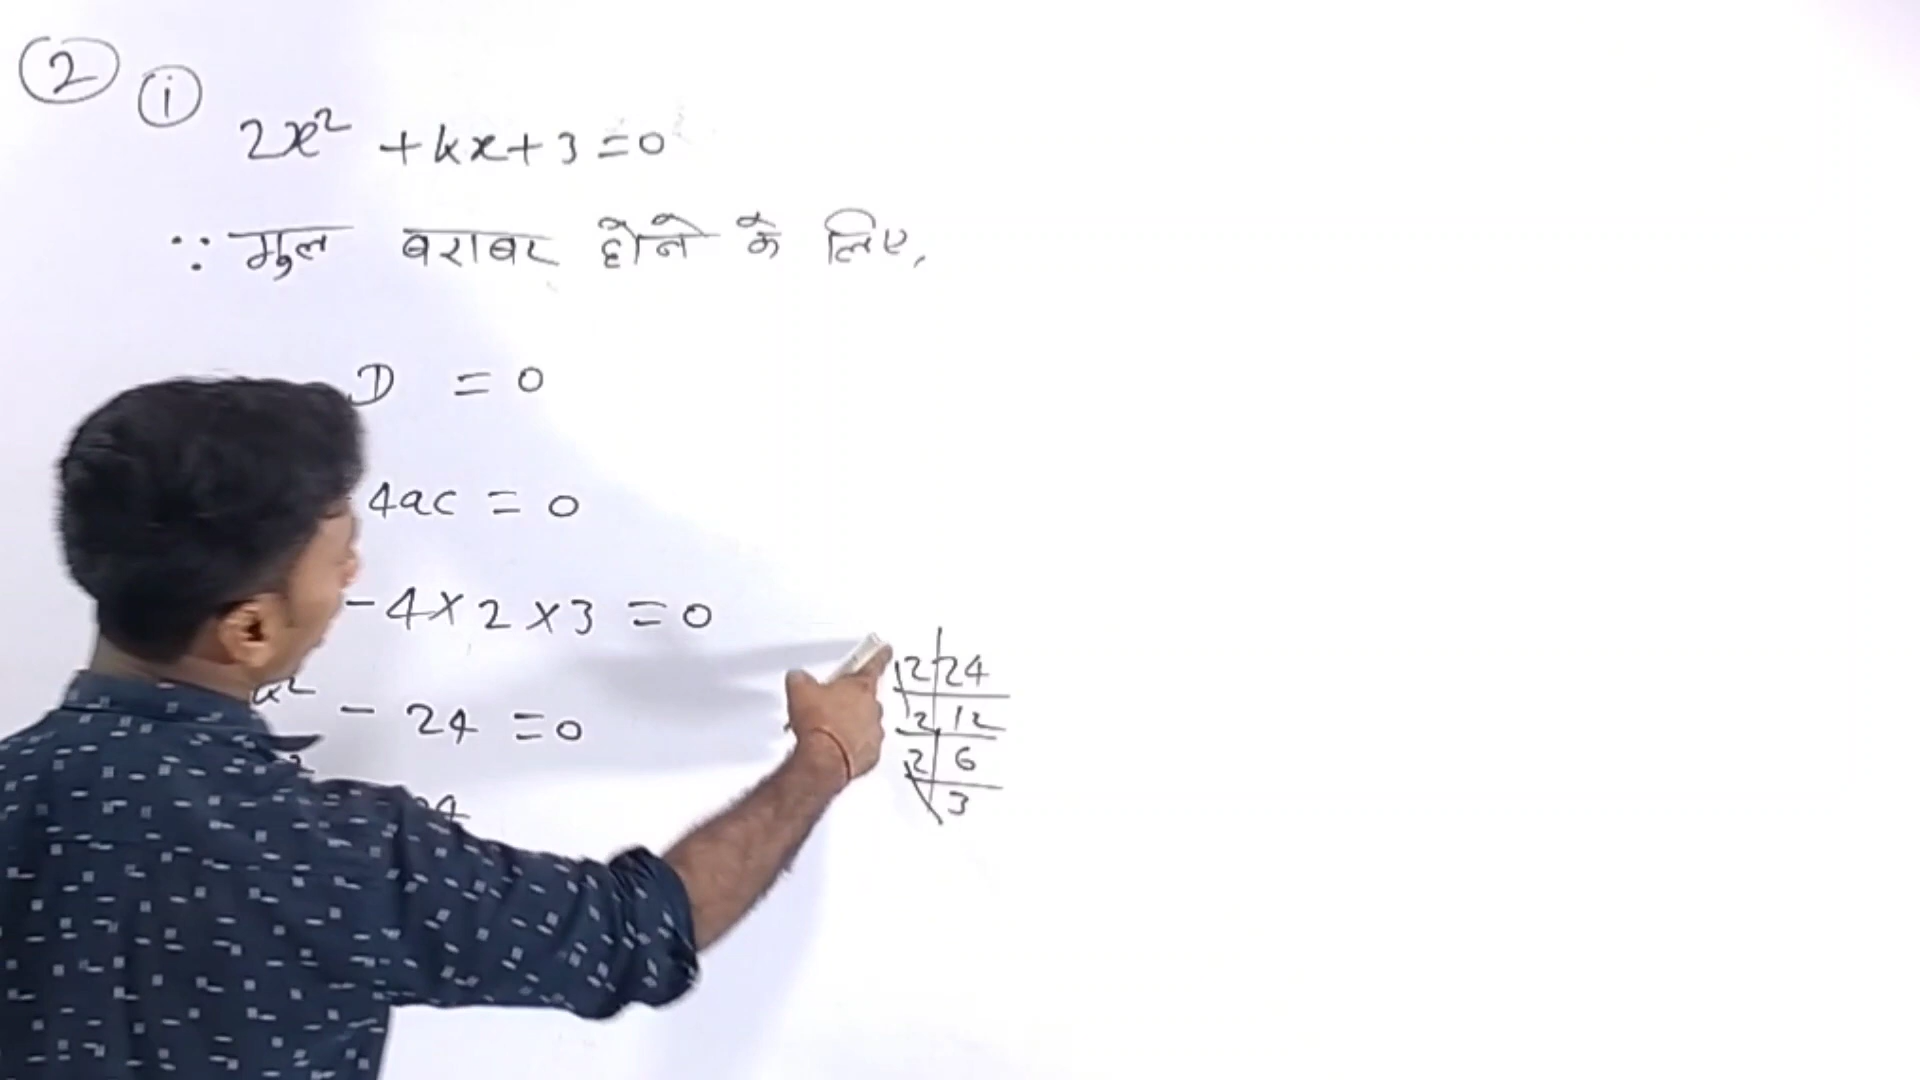 2 i
2x² + kx + 3 = 0
∵ मुल बराबर होने के लिए,
D = 0
4ac = 0
- 4 × 2 × 3 = 0
- 24 = 0
2 24
2 12
2 6
3